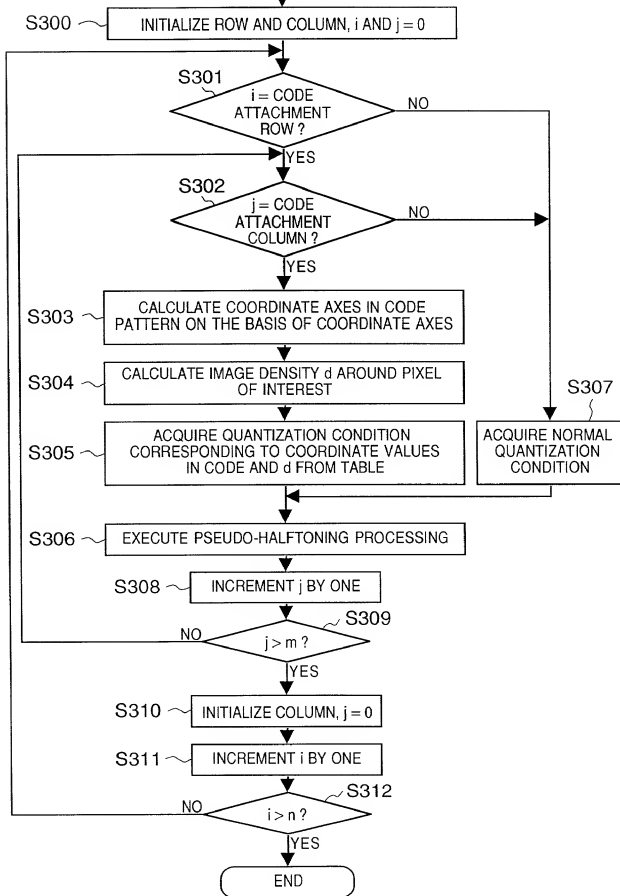 S300
INITIALIZE ROW AND COLUMN, i AND j = 0
S301
i = CODE
ATTACHMENT
ROW ?
NO
YES
S302
j = CODE
ATTACHMENT
COLUMN ?
NO
YES
S303
CALCULATE COORDINATE AXES IN CODE
PATTERN ON THE BASIS OF COORDINATE AXES
S304
CALCULATE IMAGE DENSITY d AROUND PIXEL
OF INTEREST
S305
ACQUIRE QUANTIZATION CONDITION
CORRESPONDING TO COORDINATE VALUES
IN CODE AND d FROM TABLE
S307
ACQUIRE NORMAL
QUANTIZATION
CONDITION
S306
EXECUTE PSEUDO-HALFTONING PROCESSING
S308
INCREMENT j BY ONE
S309
NO
j > m ?
YES
S310
INITIALIZE COLUMN, j = 0
S311
INCREMENT i BY ONE
S312
NO
i > n ?
YES
END